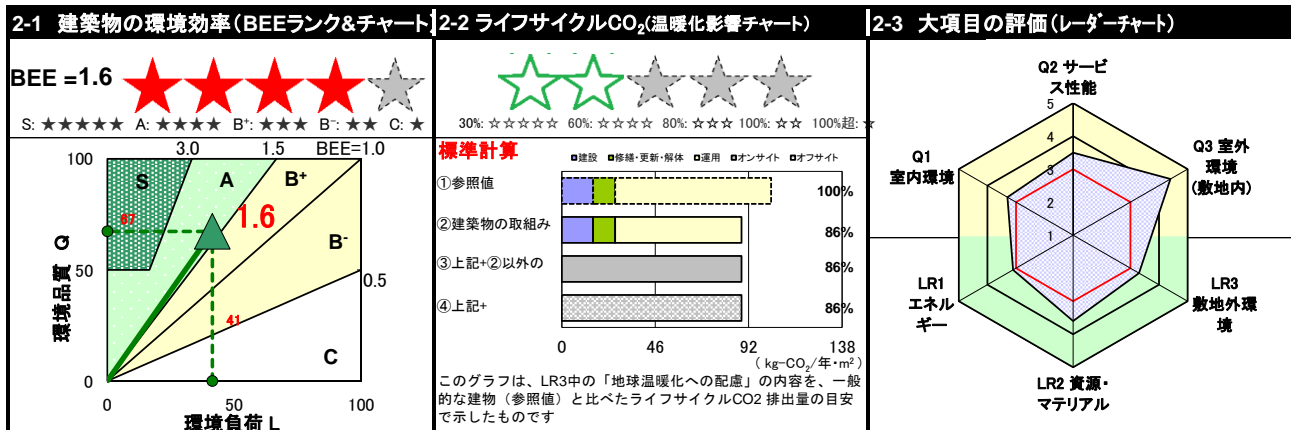 2-1 建築物の環境効率(BEEランク&チャート)
BEE = 1.6
S: ★★★★★ A: ★★★★ B+: ★★★ B-: ★★ C: ★
3.0 1.5 BEE=1.0
100
S
A
B+
1.6
67
B-
50
0.5
41
C
0
環境品質 Q
0 50 100
環境負荷 L
2-2 ライフサイクルCO2(温暖化影響チャート)
30%: ☆☆☆☆☆ 60%: ☆☆☆☆ 80%: ☆☆☆ 100%: ☆☆ 100%超: ★
標準計算
■建設 ■修繕・更新・解体 □運用 ■オンサイト ■オフサイト
①参照値 100%
②建築物の取組み 86%
③上記+②以外の 86%
④上記+ 86%
0 46 92 138
( kg-CO2/年・m2 )
このグラフは、LR3中の「地球温暖化への配慮」の内容を、一般
的な建物(参照値)と比べたライフサイクルCO2 排出量の目安
で示したものです
2-3 大項目の評価(レーダーチャート)
Q2 サービ
ス性能
5
4
3
2
1
Q1
室内環境
Q3 室外
環境
(敷地内)
LR1
エネル
ギー
LR3
敷地外環
境
LR2 資源・
マテリアル